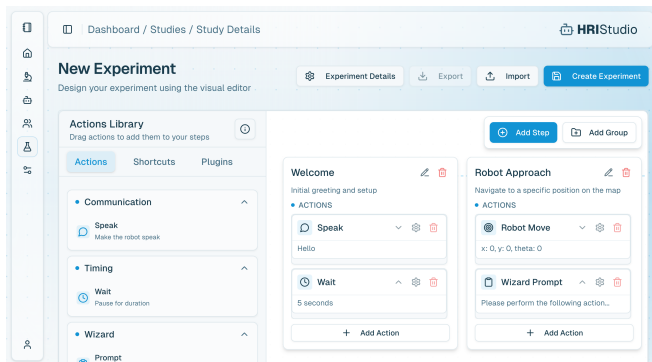 Dashboard / Studies / Study Details
HRIStudio
New Experiment
Design your experiment using the visual editor
Experiment Details
Export
Import
Create Experiment
Actions Library
Drag actions to add them to your steps
Actions
Shortcuts
Plugins
Communication
Speak
Make the robot speak
Timing
Wait
Pause for duration
Wizard
Prompt
Add Step
Add Group
Welcome
Initial greeting and setup
ACTIONS
Speak
Hello
Wait
5 seconds
Add Action
Robot Approach
Navigate to a specific position on the map
ACTIONS
Robot Move
x: 0, y: 0, theta: 0
Wizard Prompt
Please perform the following action...
Add Action